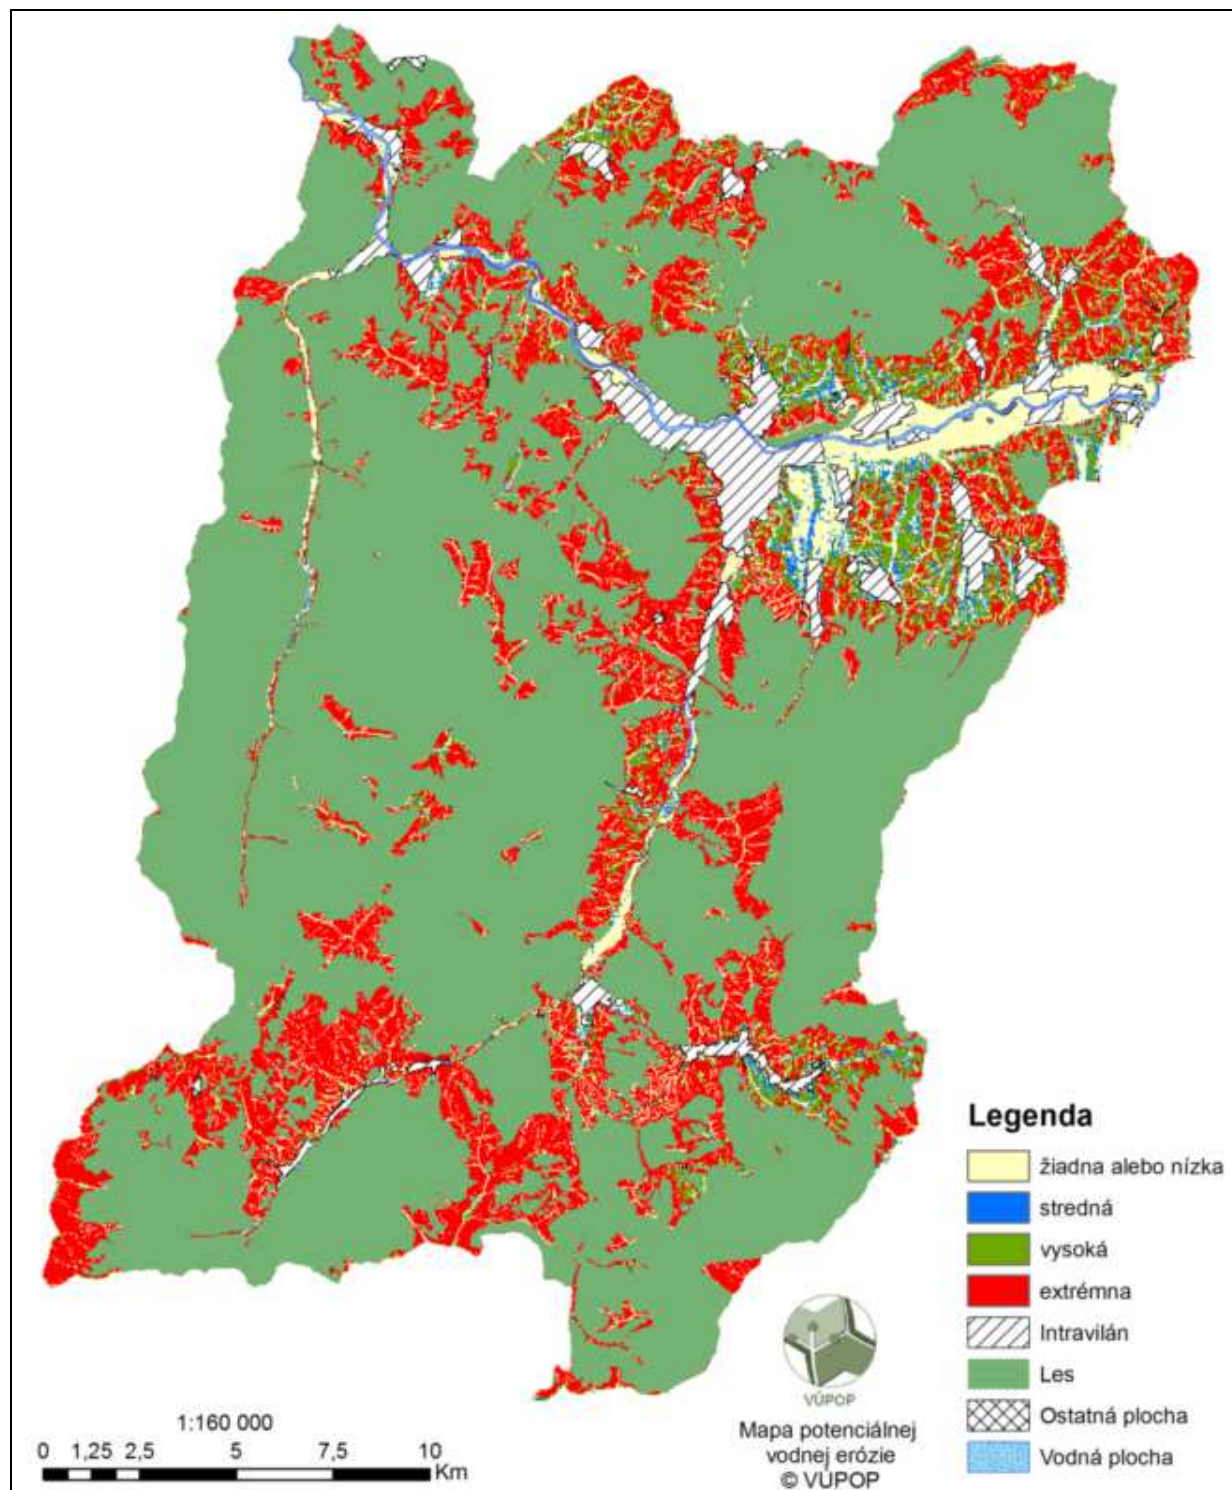 Legenda
žiadna alebo nízka
stredná
vysoká
extrémna
Intravilán
Les
Ostatná plocha
Vodná plocha
VÚPOP
Mapa potenciálnej
vodnej erózie
© VÚPOP
1:160 000
0 1,25 2,5 5 7,5 10
Km